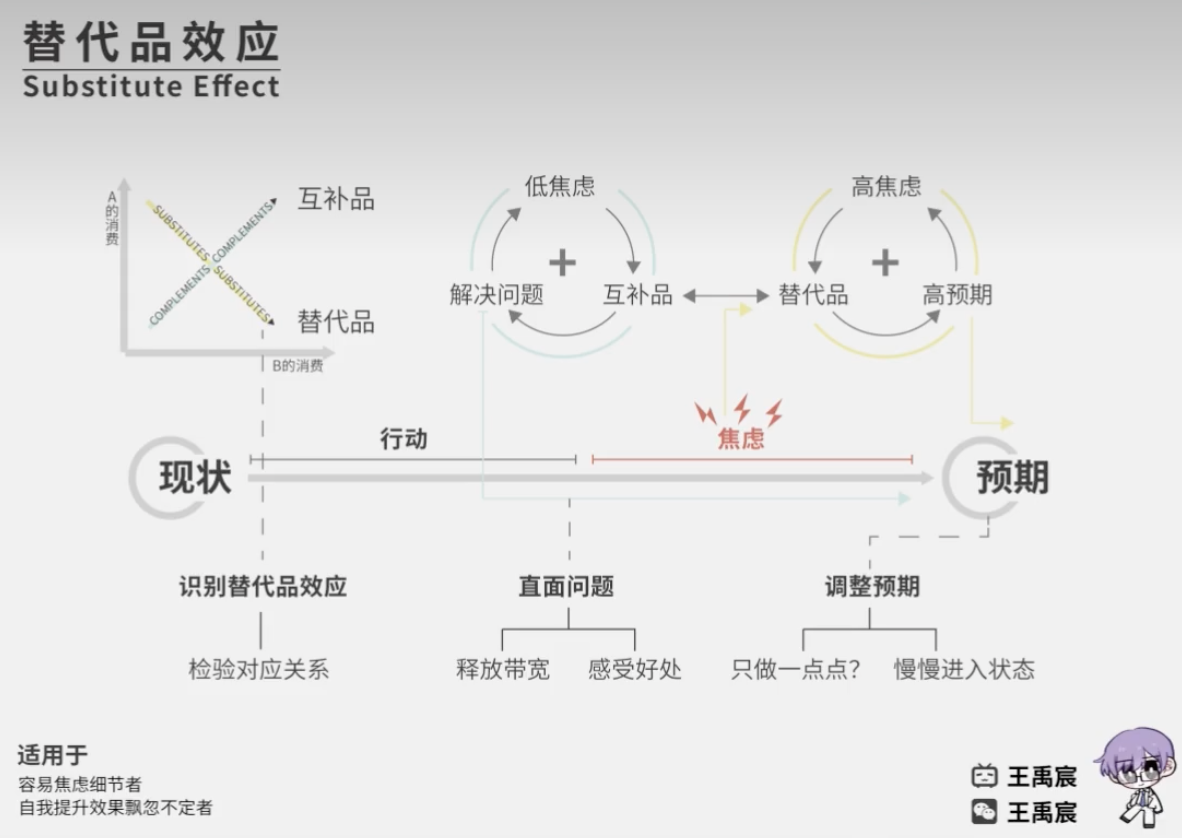 替代品效应
Substitute Effect
A的消费
SUBSTITUTES
COMPLEMENTS
COMPLEMENTS
SUBSTITUTES
互补品
替代品
B的消费
低焦虑
+
解决问题
互补品
高焦虑
+
替代品
高预期
行动
焦虑
现状
预期
识别替代品效应
直面问题
调整预期
检验对应关系
释放带宽
感受好处
只做一点点？
慢慢进入状态
适用于
容易焦虑细节者
自我提升效果飘忽不定者
王禹宸
王禹宸